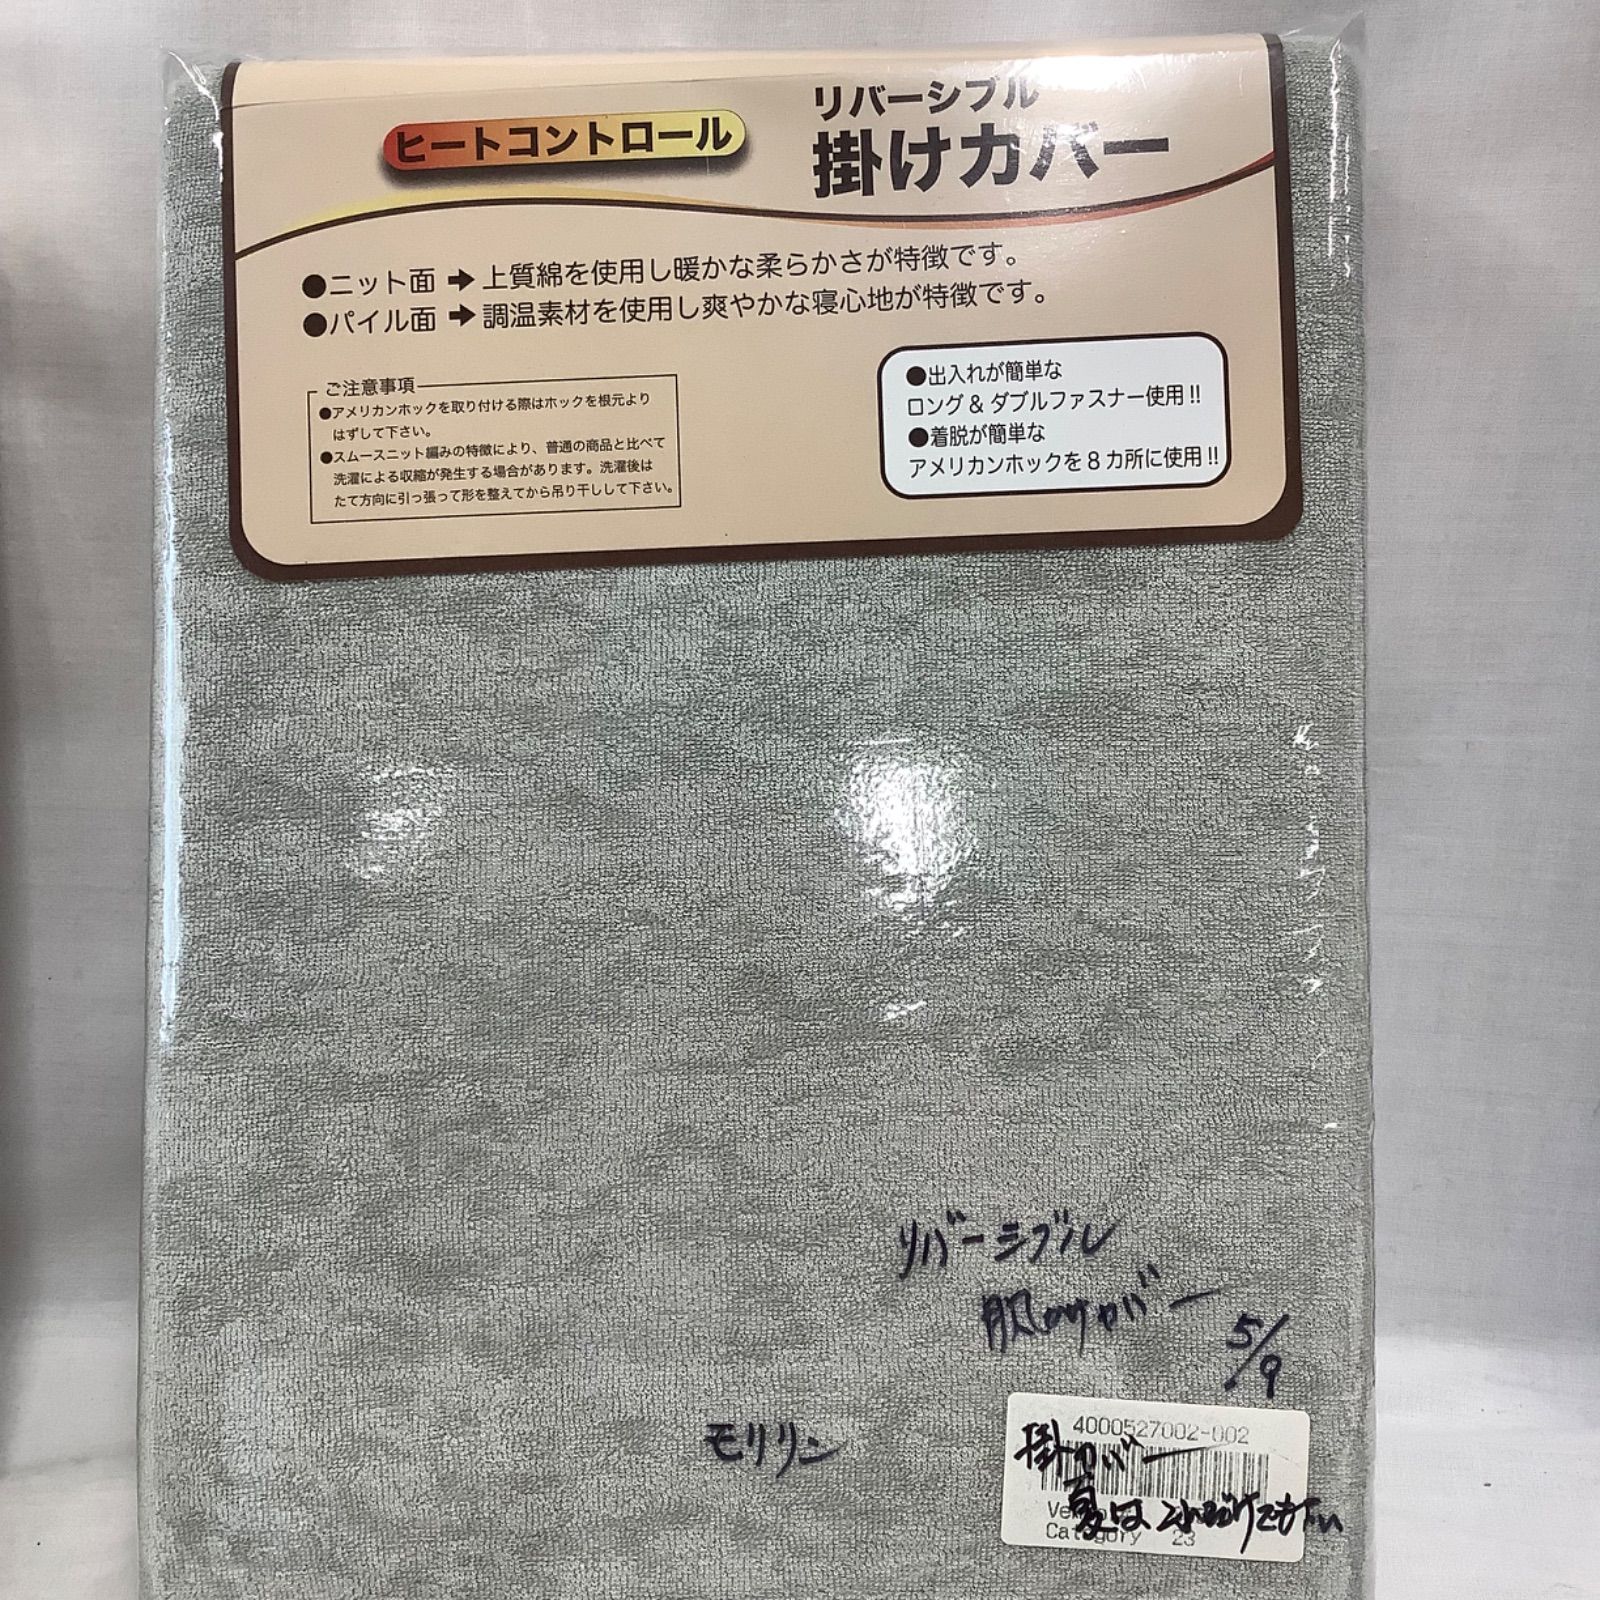 ヒートコントロール
リバーシブル
掛けカバー
●ニット面➡上質綿を使用し暖かな柔らかさが特徴です。
●パイル面➡調温素材を使用し爽やかな寝心地が特徴です。
ご注意事項
●アメリカンホックを取り付ける際はホックを根元より
はずして下さい。
●スムースニット編みの特徴により、普通の商品と比べて
洗濯による収縮が発生する場合があります。洗濯後は
たて方向に引っ張って形を整えてから吊り干しして下さい。
●出入れが簡単な
ロング&ダブルファスナー使用!!
●着脱が簡単な
アメリカンホックを8カ所に使用!!
リバーシブル
肌カケカバー
5/9
モリリン
4000527002-002
掛カバー
夏は
Category 23